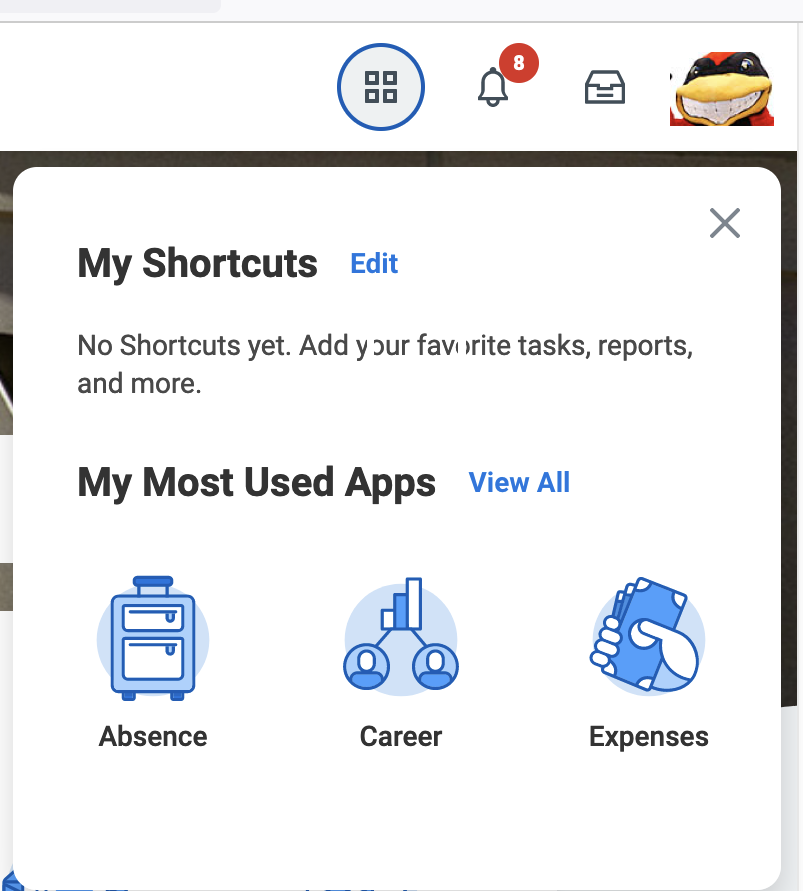 8
My Shortcuts Edit
No Shortcuts yet. Add your favorite tasks, reports,
and more.
My Most Used Apps View All
Absence Career Expenses